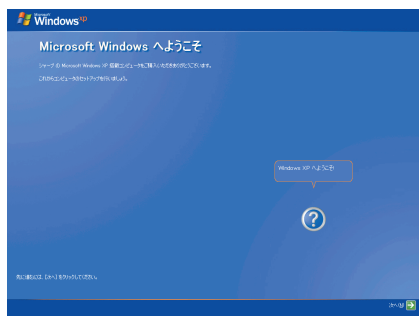 Microsoft
Windows xp
Microsoft Windows へようこそ
シャープ の Microsoft Windows XP 搭載コンピュータをご購入いただきありがとうございます。
これからコンピュータのセットアップを行いましょう。
Windows XP へようこそ!
?
先に進むには、[次へ] をクリックしてください。
次へ(N)